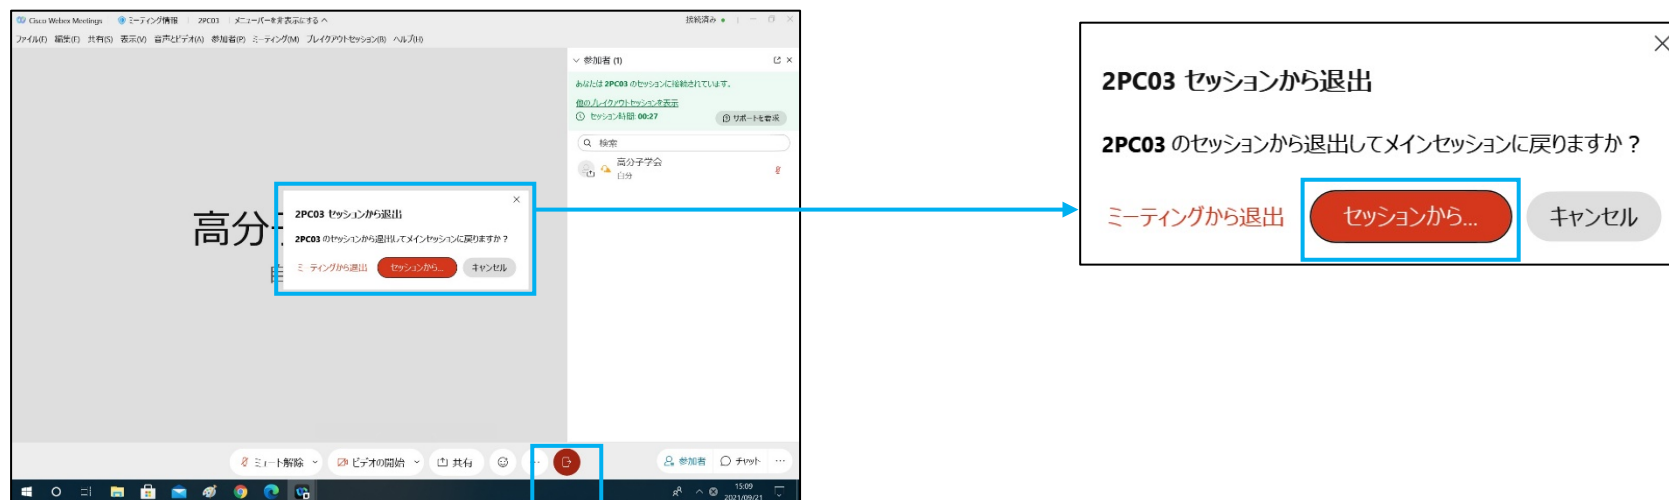 Cisco Webex Meetings ミーティング情報 2PC03 メニューバーを非表示にする 接続済み
ファイル(F) 編集(E) 共有(S) 表示(V) 音声とビデオ(A) 参加者(P) ミーティング(M) ブレイクアウトセッション(B) ヘルプ(H)
参加者 (1)
あなたは 2PC03 のセッションに接続されています。
他のブレイクアウトセッションを表示
セッション時間: 00:27 サポートを要求
検索
高分子学会
自分
高分子
2PC03 セッションから退出
2PC03 のセッションから退出してメインセッションに戻りますか？
ミーティングから退出 セッションから... キャンセル
ミュート解除 ビデオの開始 共有 参加者 チャット
15:09
2021/09/21
2PC03 セッションから退出
2PC03 のセッションから退出してメインセッションに戻りますか？
ミーティングから退出 セッションから... キャンセル